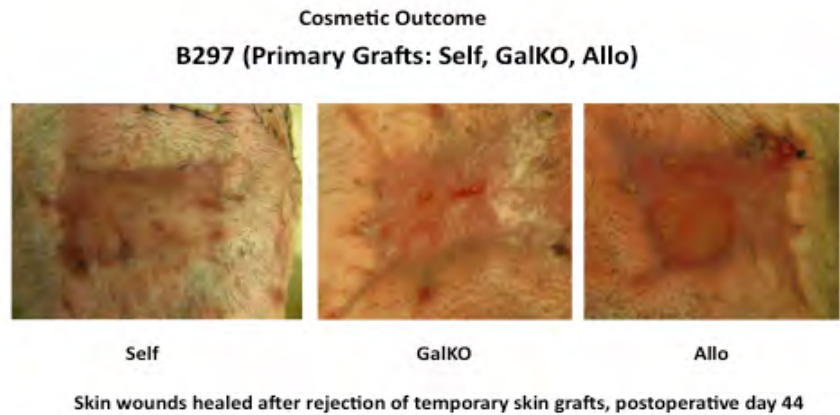 Cosmetic Outcome
B297 (Primary Grafts: Self, GalKO, Allo)
Self GalKO Allo
Skin wounds healed after rejection of temporary skin grafts, postoperative day 44